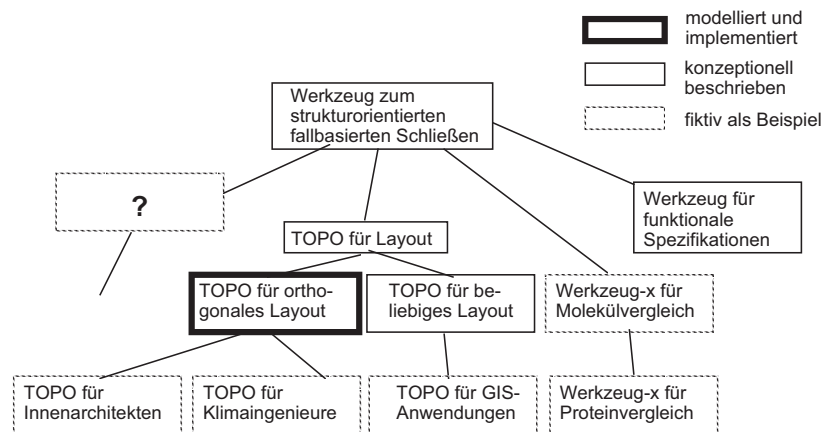 modelliert und
implementiert
konzeptionell
beschrieben
fiktiv als Beispiel
Werkzeug zum
strukturorientierten
fallbasierten Schließen
?
Werkzeug für
funktionale
Spezifikationen
TOPO für Layout
TOPO für ortho-
gonales Layout
TOPO für be-
liebiges Layout
Werkzeug-x für
Molekülvergleich
TOPO für
Innenarchitekten
TOPO für
Klimaingenieure
TOPO für GIS-
Anwendungen
Werkzeug-x für
Proteinvergleich